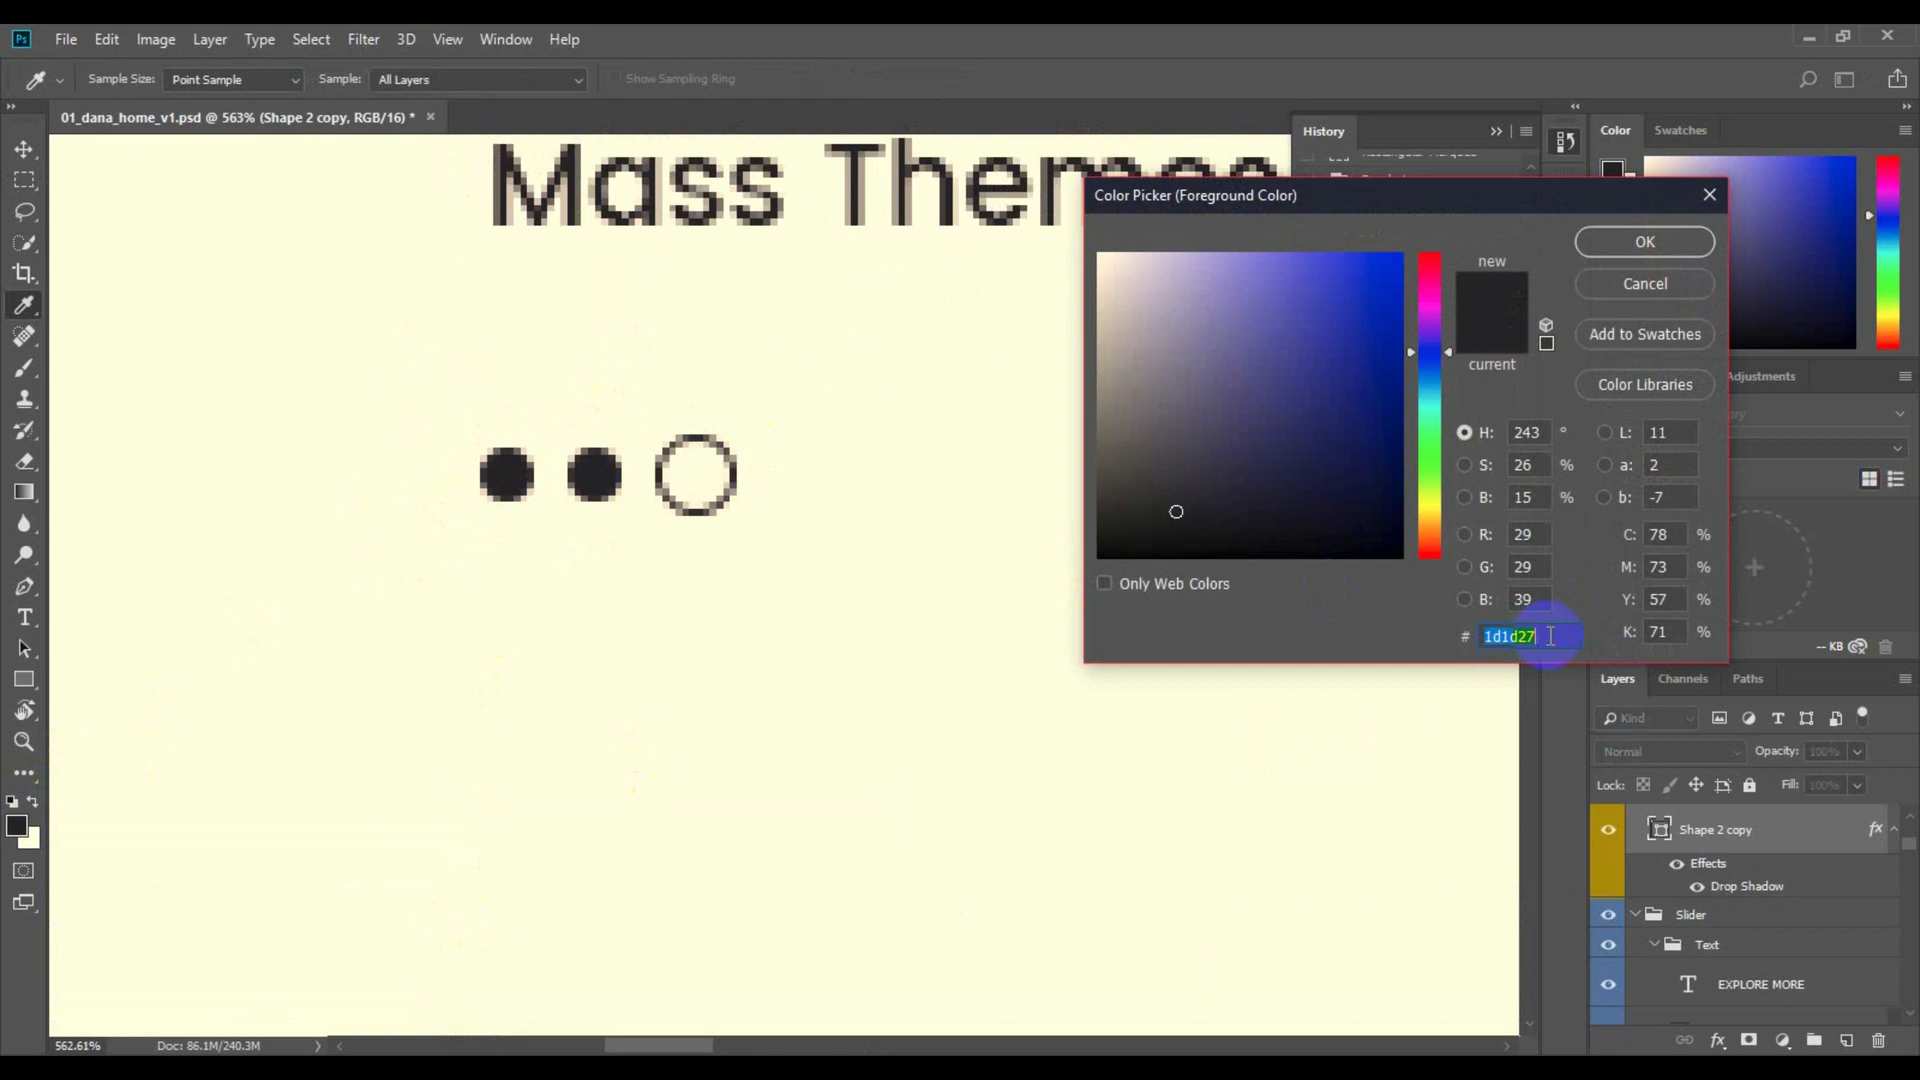 Ps File Edit Image Layer Type Select Filter 3D View Window Help
Sample Size: Point Sample Sample: All Layers Show Sampling Ring
01_dana_home_v1.psd @ 563% (Shape 2 copy, RGB/16) *
History
Color Swatches
Mass Themes
Color Picker (Foreground Color)
new
current
OK
Cancel
Add to Swatches
Color Libraries
Adjustments
H: 243 ° L: 11
S: 26 % a: 2
B: 15 % b: -7
R: 29 C: 78 %
G: 29 M: 73 %
B: 39 Y: 57 %
# 1d1d27 K: 71 %
Only Web Colors
-- KB
Layers Channels Paths
Kind
Normal Opacity: 100%
Lock: Fill: 100%
Shape 2 copy fx
Effects
Drop Shadow
Slider
Text
T EXPLORE MORE
562.61% Doc: 86.1M/240.3M